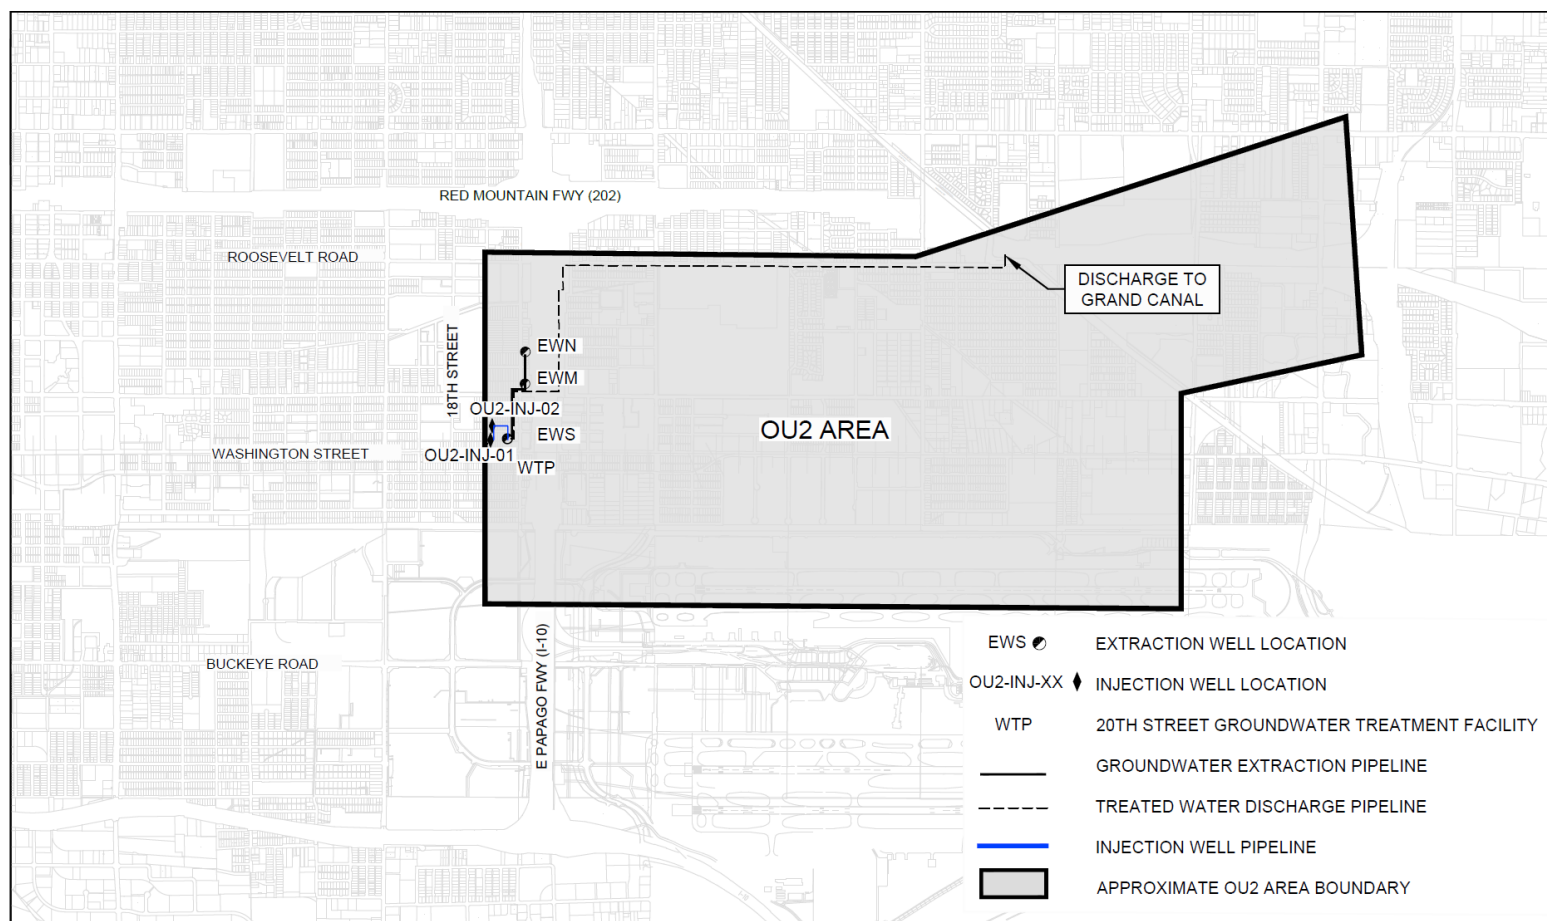 RED MOUNTAIN FWY (202)
ROOSEVELT ROAD
DISCHARGE TO
GRAND CANAL
18TH STREET
EWN
EWM
OU2-INJ-02
EWS
OU2 AREA
WASHINGTON STREET
OU2-INJ-01
WTP
BUCKEYE ROAD
E PAPAGO FWY (I-10)
EWS EXTRACTION WELL LOCATION
OU2-INJ-XX INJECTION WELL LOCATION
WTP 20TH STREET GROUNDWATER TREATMENT FACILITY
GROUNDWATER EXTRACTION PIPELINE
TREATED WATER DISCHARGE PIPELINE
INJECTION WELL PIPELINE
APPROXIMATE OU2 AREA BOUNDARY